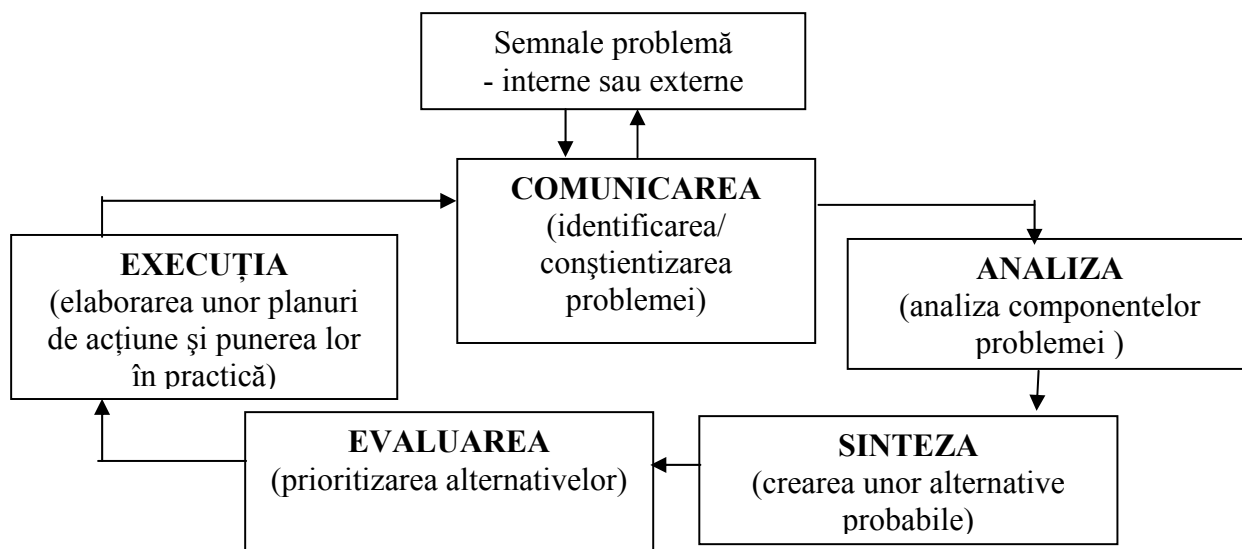 Semnale problemă
- interne sau externe
COMUNICAREA
(identificarea/
conştientizarea
problemei)
EXECUȚIA
(elaborarea unor planuri
de acțiune şi punerea lor
în practică)
ANALIZA
(analiza componentelor
problemei )
EVALUAREA
(prioritizarea alternativelor)
SINTEZA
(crearea unor alternative
probabile)